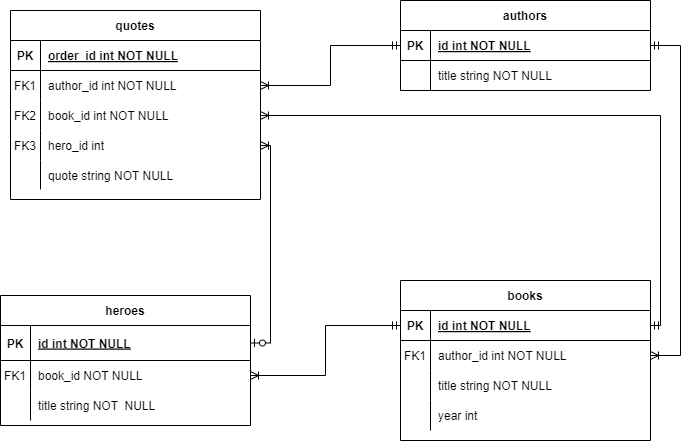 quotes
PK order_id int NOT NULL
FK1 author_id int NOT NULL
FK2 book_id int NOT NULL
FK3 hero_id int
quote string NOT NULL
authors
PK id int NOT NULL
title string NOT NULL
heroes
PK id int NOT NULL
FK1 book_id NOT NULL
title string NOT  NULL
books
PK id int NOT NULL
FK1 author_id int NOT NULL
title string NOT NULL
year int